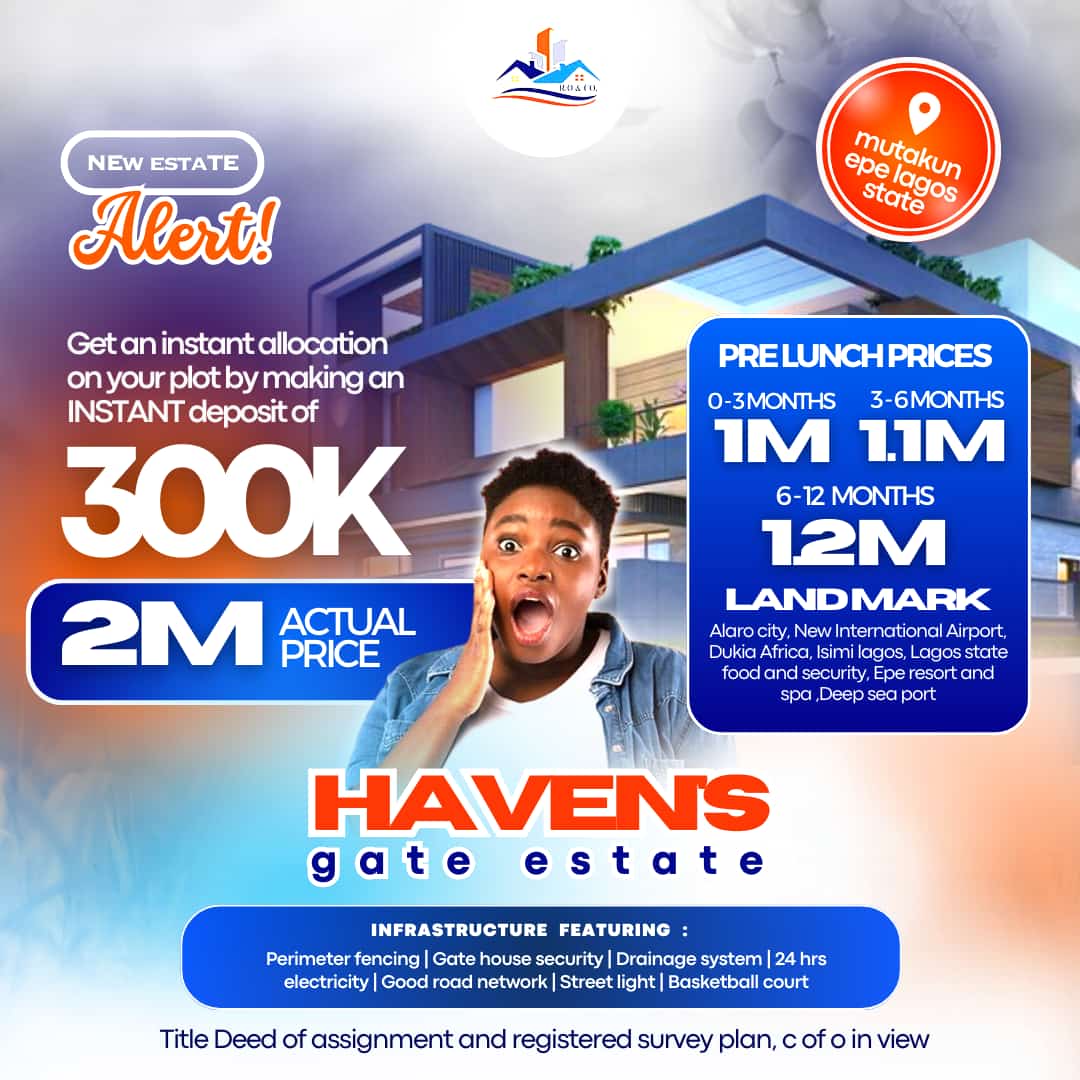 R.O & CO.
NEW ESTATE
Alert!
mutakun
epe lagos
state
Get an instant allocation
on your plot by making an
INSTANT deposit of
300K
2M ACTUAL
PRICE
PRE LUNCH PRICES
0-3 MONTHS 3-6 MONTHS
1M 1.1M
6-12 MONTHS
1.2M
LANDMARK
Alaro city, New International Airport,
Dukia Africa, Isimi lagos, Lagos state
food and security, Epe resort and
spa ,Deep sea port
HAVEN'S
gate estate
INFRASTRUCTURE FEATURING :
Perimeter fencing | Gate house security | Drainage system | 24 hrs
electricity | Good road network | Street light | Basketball court
Title Deed of assignment and registered survey plan, c of o in view